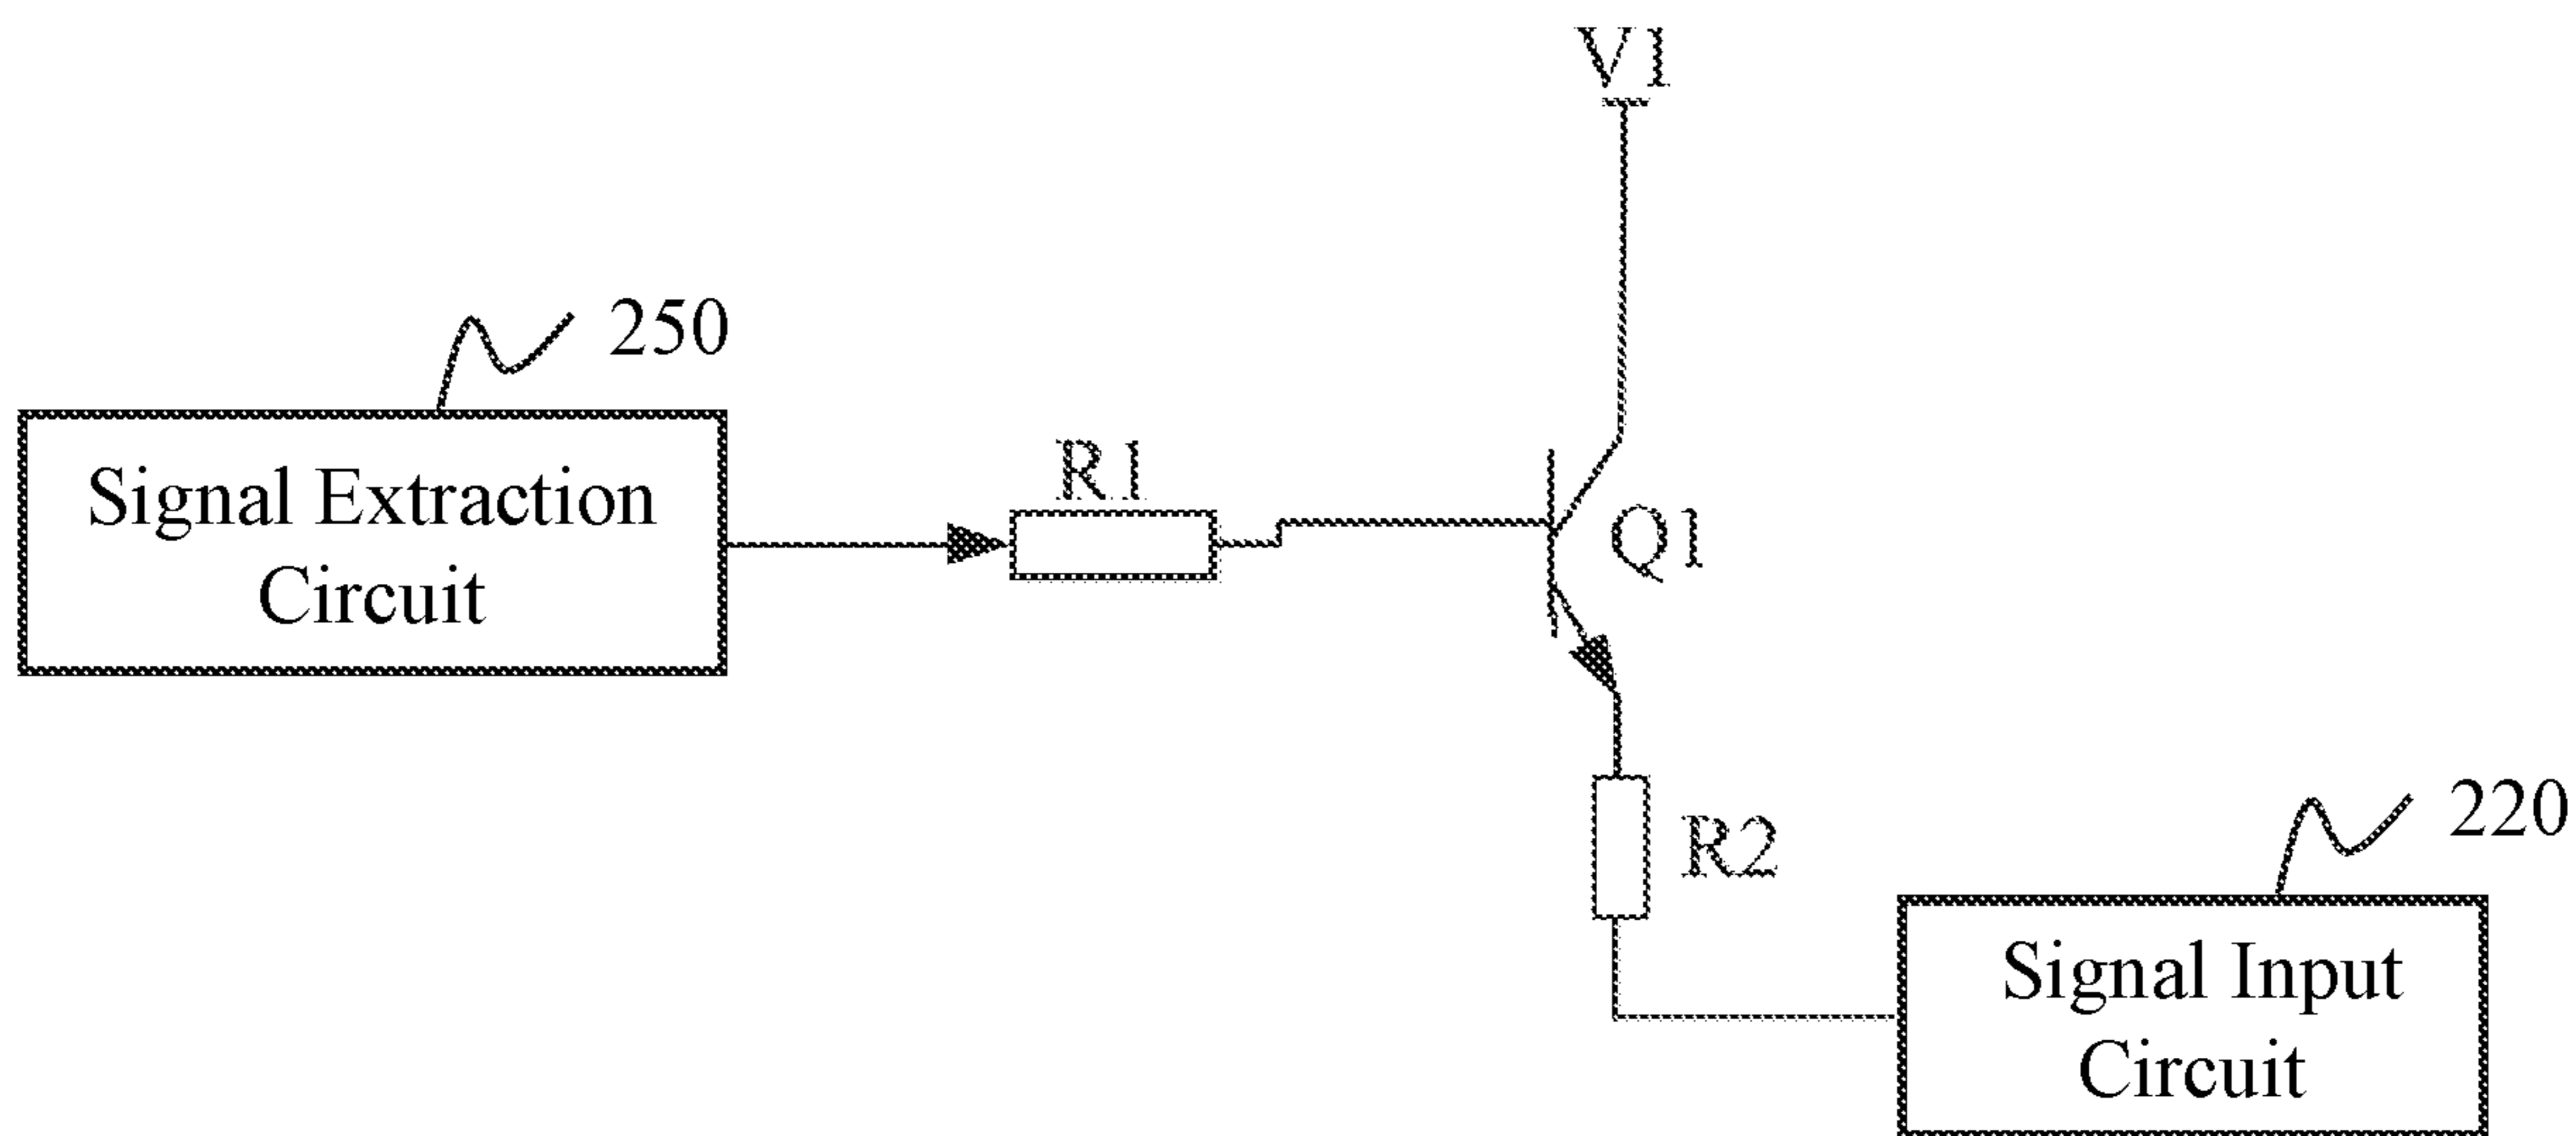 V1
250
Signal Extraction
Circuit
R1
Q1
R2
220
Signal Input
Circuit